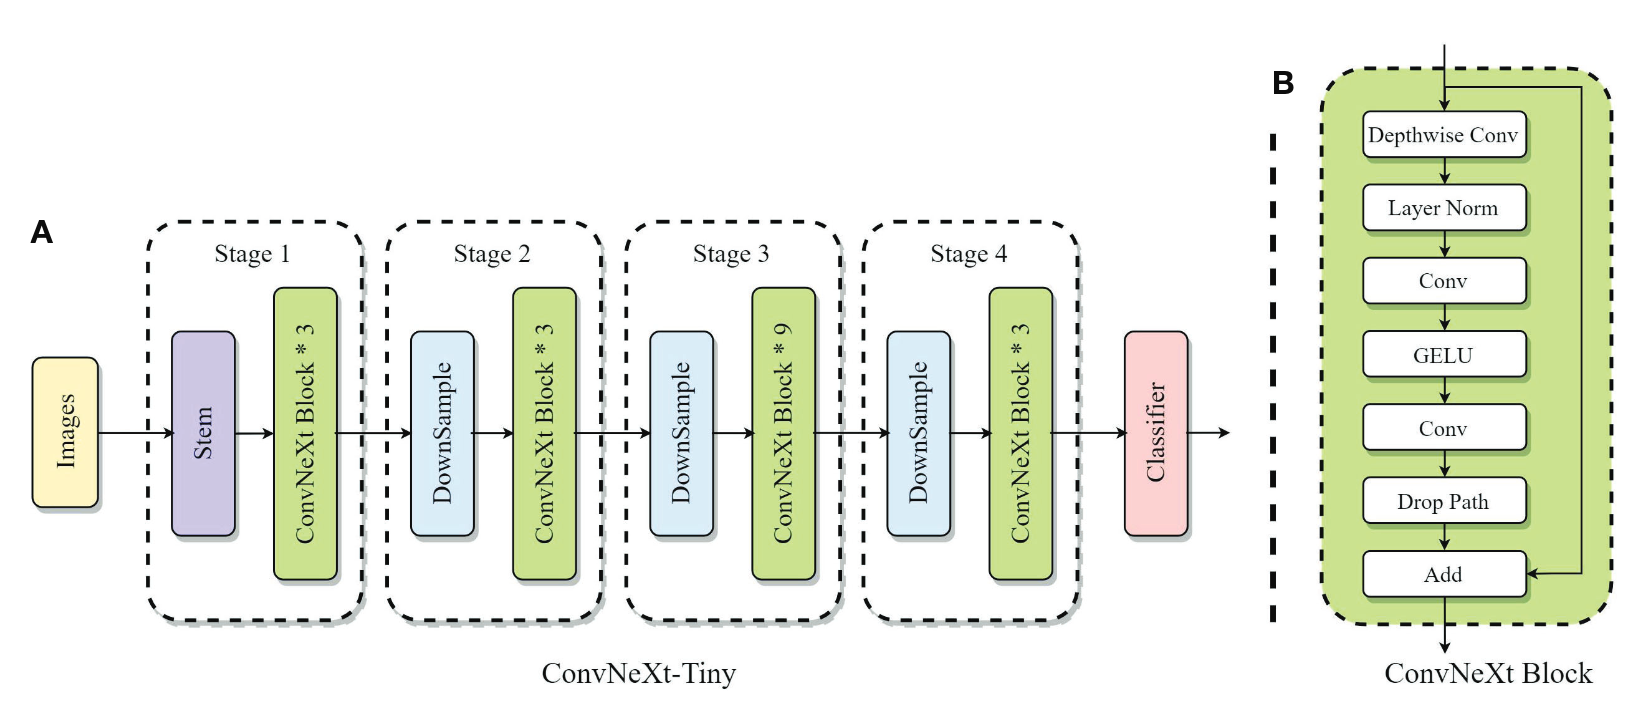 A
Images
Stage 1
Stem
ConvNeXt Block * 3
Stage 2
DownSample
ConvNeXt Block * 3
Stage 3
DownSample
ConvNeXt Block * 9
Stage 4
DownSample
ConvNeXt Block * 3
Classifier
ConvNeXt-Tiny
B
Depthwise Conv
Layer Norm
Conv
GELU
Conv
Drop Path
Add
ConvNeXt Block